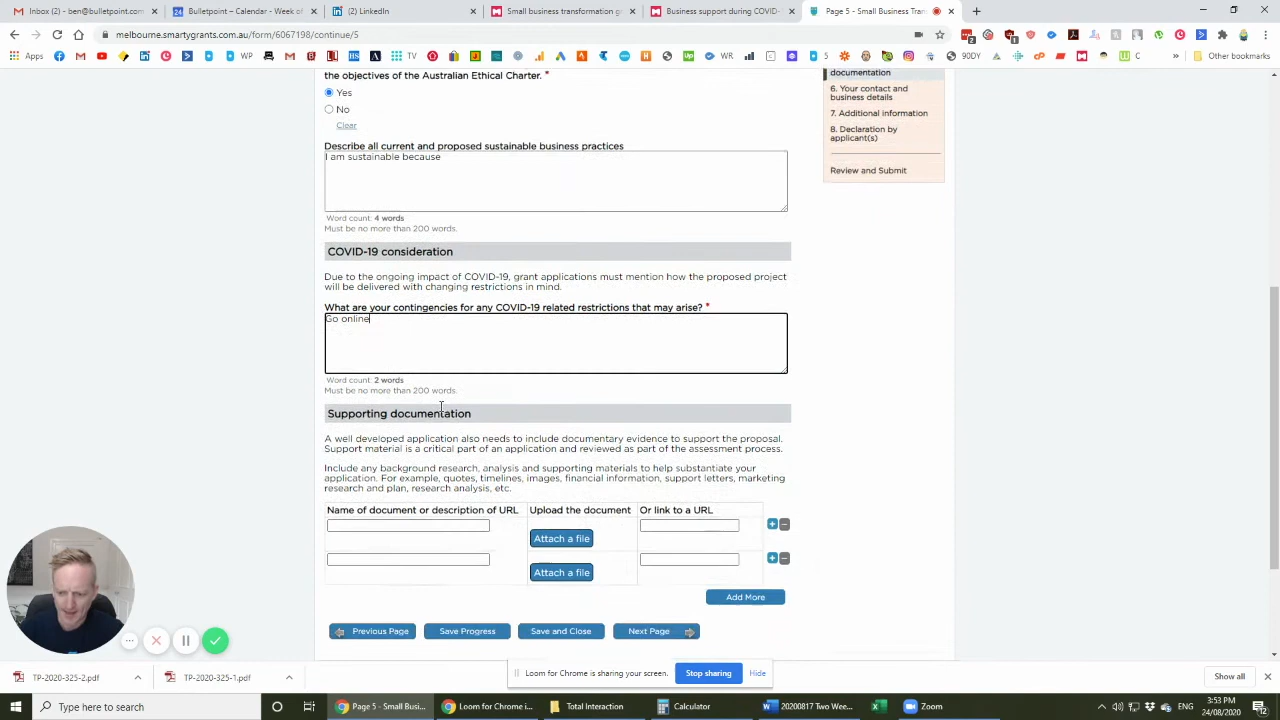 Inbox (2) - ben@bulletpoint.com
Bulletpoint – Calendar - Week of
LinkedIn
Small business transformation g
Business support during COVID-
Page 5 - Small Business Tran
melbourne.smartygrants.com.au/form/6067198/continue/5
Apps
WP
TV
WR
5
90DY
C
Other bookmarks
the objectives of the Australian Ethical Charter. *
Yes
No
Clear
Describe all current and proposed sustainable business practices
I am sustainable because
Word count: 4 words
Must be no more than 200 words.
COVID-19 consideration
Due to the ongoing impact of COVID-19, grant applications must mention how the proposed project
will be delivered with changing restrictions in mind.
What are your contingencies for any COVID-19 related restrictions that may arise? *
Go online
Word count: 2 words
Must be no more than 200 words.
Supporting documentation
A well developed application also needs to include documentary evidence to support the proposal.
Support material is a critical part of an application and reviewed as part of the assessment process.
Include any background research, analysis and supporting materials to help substantiate your
application. For example, quotes, timelines, images, financial information, support letters, marketing
research and plan, research analysis, etc.
Name of document or description of URL
Upload the document
Or link to a URL
Attach a file
Attach a file
Add More
Previous Page
Save Progress
Save and Close
Next Page
documentation
6. Your contact and
business details
7. Additional information
8. Declaration by
applicant(s)
Review and Submit
TP-2020-325-2.pdf
TP-2020-325-1.pdf
Loom for Chrome is sharing your screen.
Stop sharing
Hide
Show all
Type here to search
Page 5 - Small Busi...
Loom for Chrome i...
Total Interaction
Calculator
20200817 Two Wee...
Zoom
3:53 PM
24/08/2020